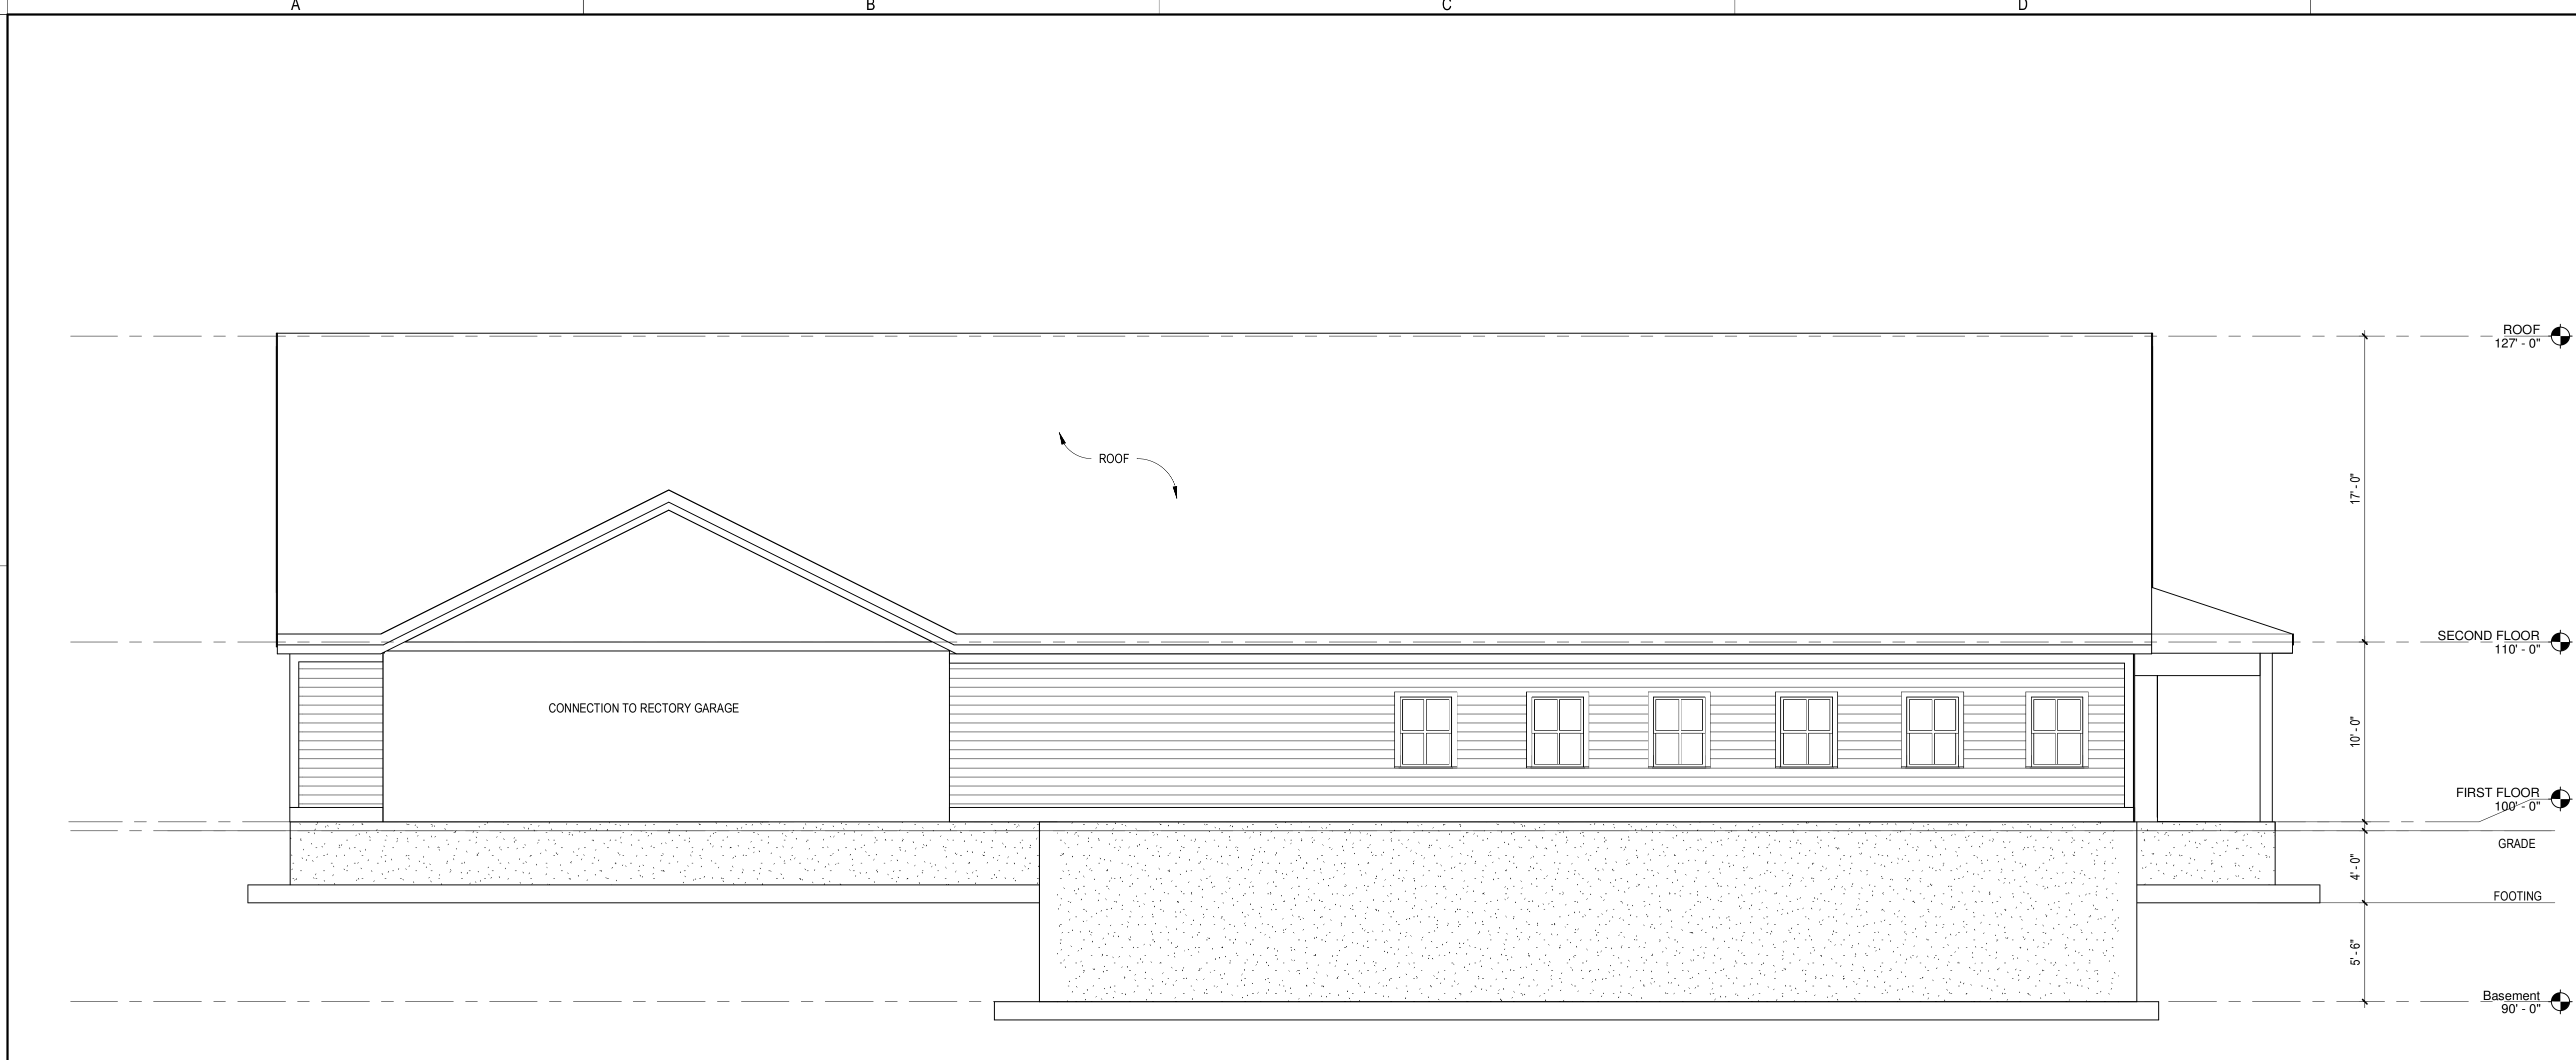 A
B
C
D
ROOF
127' - 0"
ROOF
17' - 0"
SECOND FLOOR
110' - 0"
CONNECTION TO RECTORY GARAGE
10' - 0"
FIRST FLOOR
100' - 0"
GRADE
4' - 0"
FOOTING
5' - 6"
Basement
90' - 0"